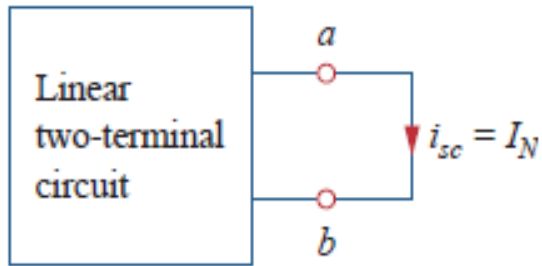 a
Linear
two-terminal
circuit
i_sc = I_N
b